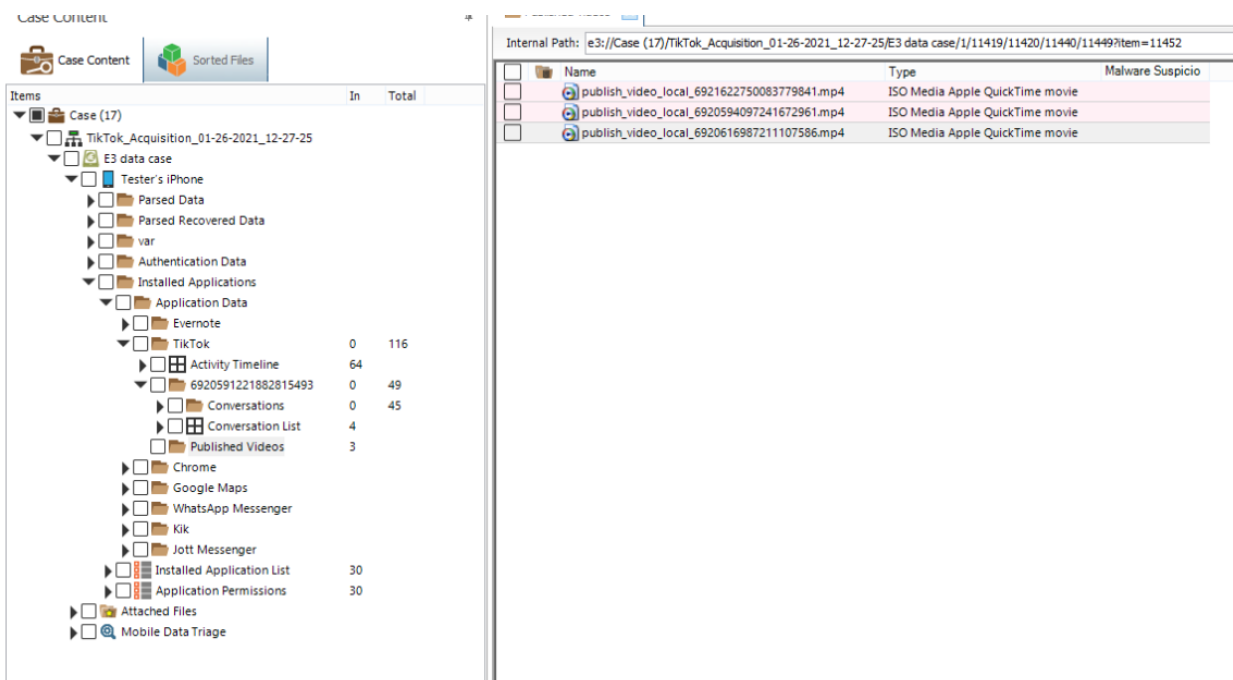 Case Content
Case Content
Sorted Files
Items In Total
Case (17)
TikTok_Acquisition_01-26-2021_12-27-25
E3 data case
Tester's iPhone
Parsed Data
Parsed Recovered Data
var
Authentication Data
Installed Applications
Application Data
Evernote
TikTok 0 116
Activity Timeline 64
6920591221882815493 0 49
Conversations 0 45
Conversation List 4
Published Videos 3
Chrome
Google Maps
WhatsApp Messenger
Kik
Jott Messenger
Installed Application List 30
Application Permissions 30
Attached Files
Mobile Data Triage
Internal Path: e3://Case (17)/TikTok_Acquisition_01-26-2021_12-27-25/E3 data case/1/11419/11420/11440/11449?item=11452
Name Type Malware Suspicio
publish_video_local_6921622750083779841.mp4 ISO Media Apple QuickTime movie
publish_video_local_6920594097241672961.mp4 ISO Media Apple QuickTime movie
publish_video_local_6920616987211107586.mp4 ISO Media Apple QuickTime movie